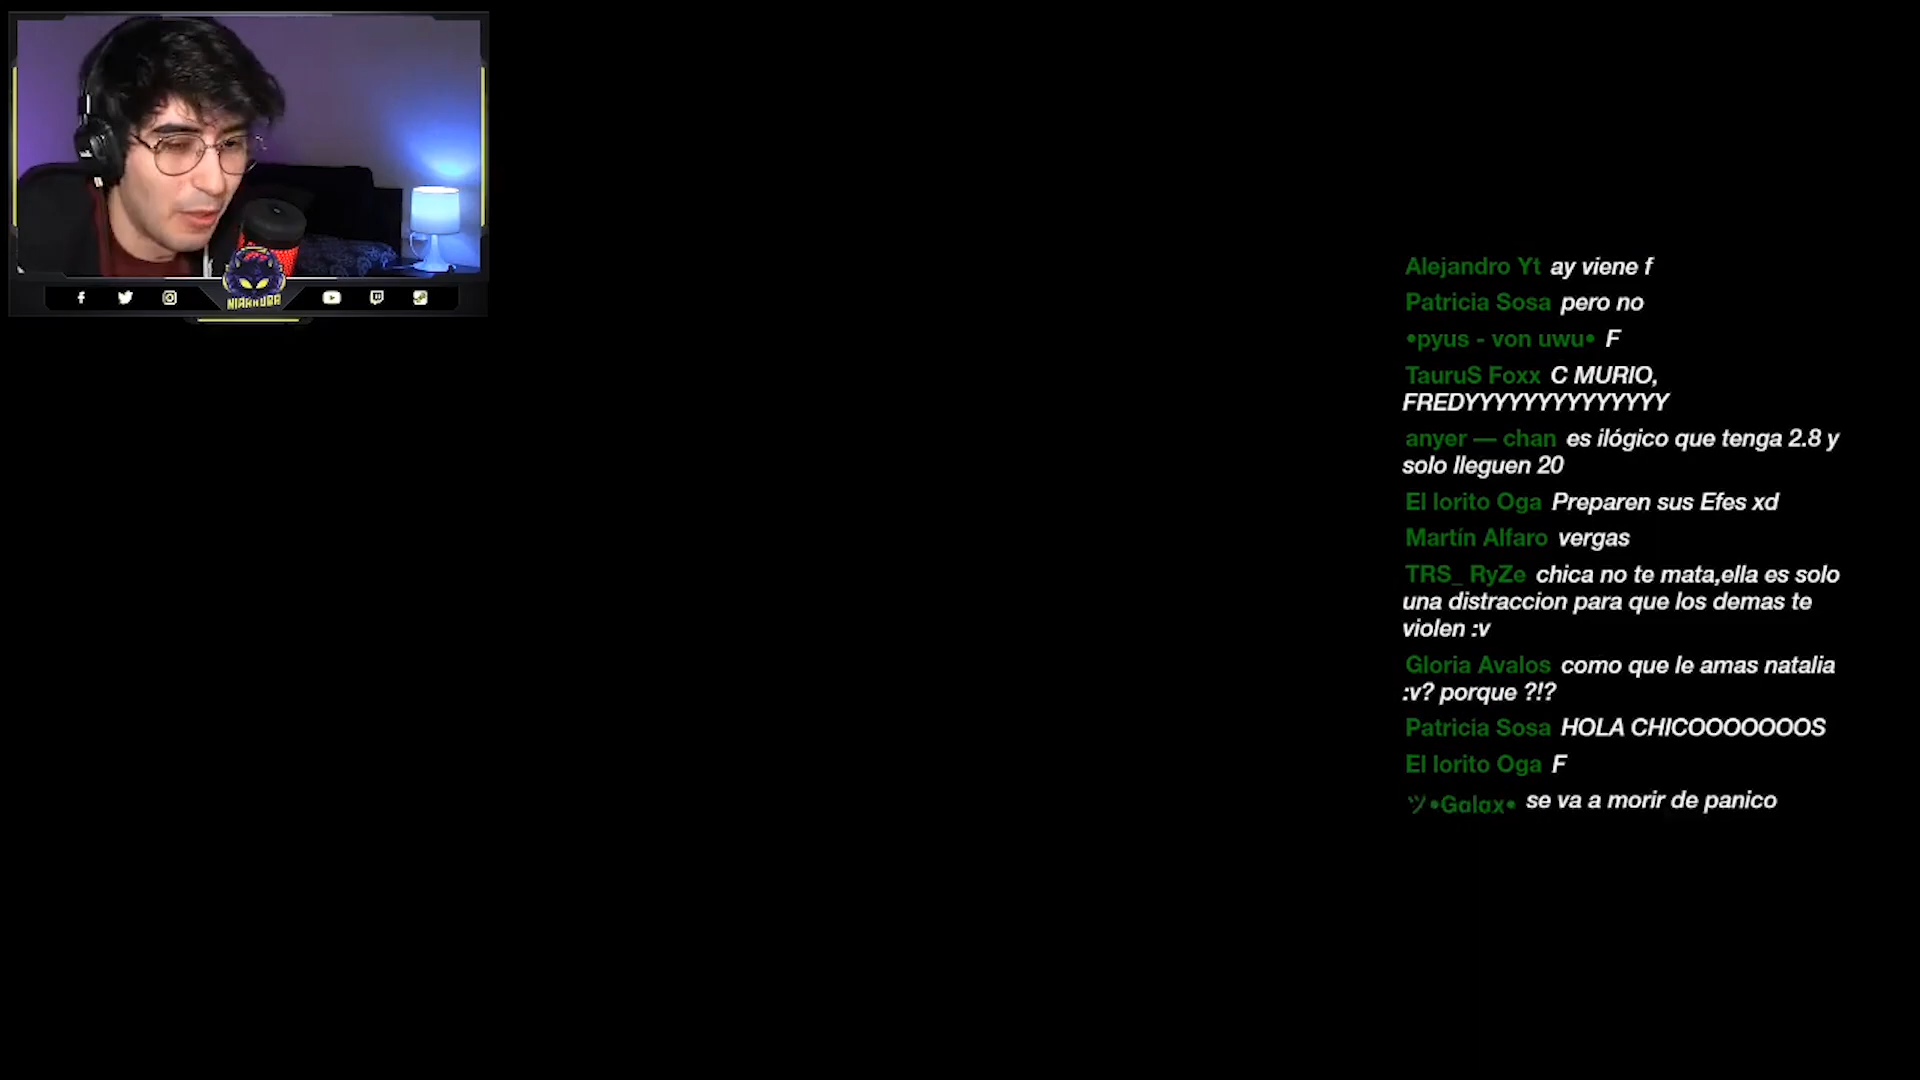 NIAKKUBA
Alejandro Yt ay viene f
Patricia Sosa pero no
•pyus - von uwu• F
TauruS Foxx C MURIO,
FREDYYYYYYYYYYYYYY
anyer — chan es ilógico que tenga 2.8 y
solo lleguen 20
El lorito Oga Preparen sus Efes xd
Martín Alfaro vergas
TRS_ RyZe chica no te mata,ella es solo
una distraccion para que los demas te
violen :v
Gloria Avalos como que le amas natalia
:v? porque ?!?
Patricia Sosa HOLA CHICOOOOOOOS
El lorito Oga F
ツ•Galax• se va a morir de panico